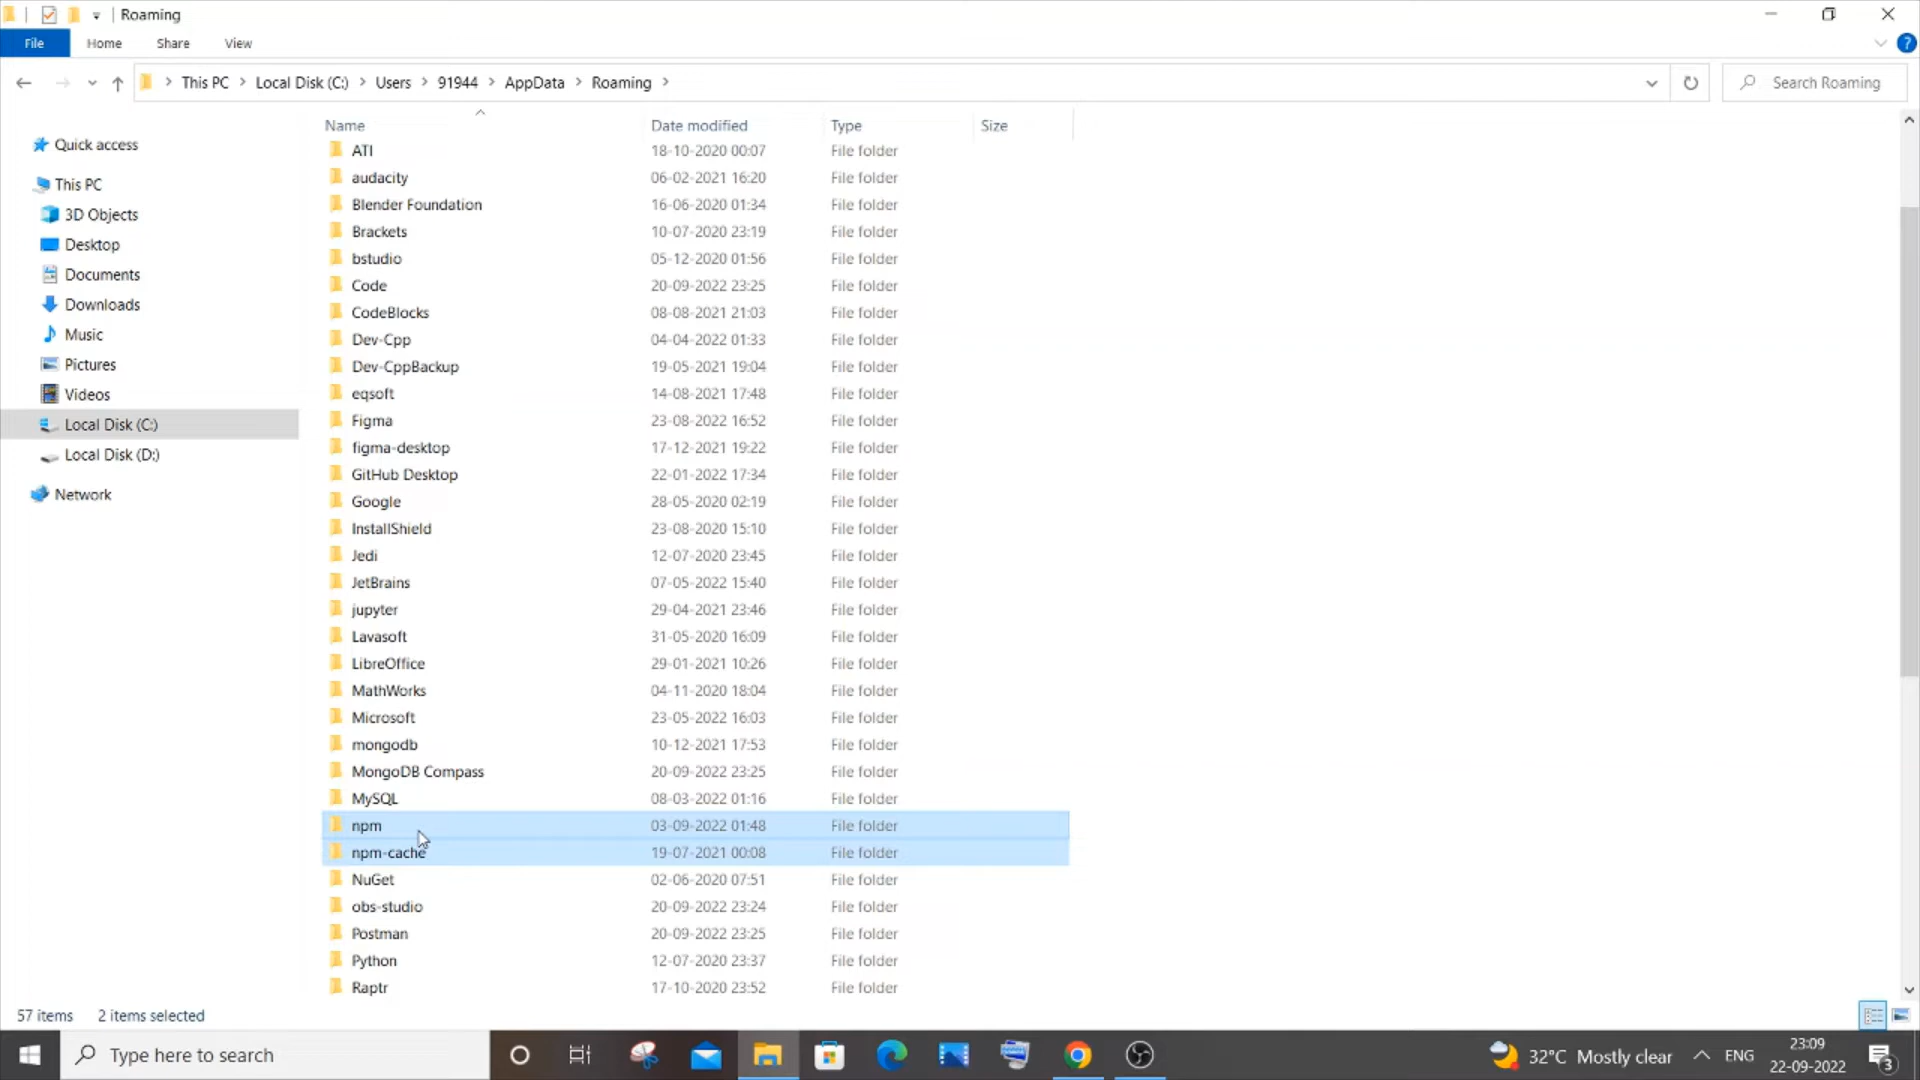 Roaming
File Home Share View
This PC Local Disk (C:) Users 91944 AppData Roaming Search Roaming
Name Date modified Type Size
Quick access
This PC
3D Objects
Desktop
Documents
Downloads
Music
Pictures
Videos
Local Disk (C:)
Local Disk (D:)
Network
ATI 18-10-2020 00:07 File folder
audacity 06-02-2021 16:20 File folder
Blender Foundation 16-06-2020 01:34 File folder
Brackets 10-07-2020 23:19 File folder
bstudio 05-12-2020 01:56 File folder
Code 20-09-2022 23:25 File folder
CodeBlocks 08-08-2021 21:03 File folder
Dev-Cpp 04-04-2022 01:33 File folder
Dev-CppBackup 19-05-2021 19:04 File folder
eqsoft 14-08-2021 17:48 File folder
Figma 23-08-2022 16:52 File folder
figma-desktop 17-12-2021 19:22 File folder
GitHub Desktop 22-01-2022 17:34 File folder
Google 28-05-2020 02:19 File folder
InstallShield 23-08-2020 15:10 File folder
Jedi 12-07-2020 23:45 File folder
JetBrains 07-05-2022 15:40 File folder
jupyter 29-04-2021 23:46 File folder
Lavasoft 31-05-2020 16:09 File folder
LibreOffice 29-01-2021 10:26 File folder
MathWorks 04-11-2020 18:04 File folder
Microsoft 23-05-2022 16:03 File folder
mongodb 10-12-2021 17:53 File folder
MongoDB Compass 20-09-2022 23:25 File folder
MySQL 08-03-2022 01:16 File folder
npm 03-09-2022 01:48 File folder
npm-cache 19-07-2021 00:08 File folder
NuGet 02-06-2020 07:51 File folder
obs-studio 20-09-2022 23:24 File folder
Postman 20-09-2022 23:25 File folder
Python 12-07-2020 23:37 File folder
Raptr 17-10-2020 23:52 File folder
57 items 2 items selected
Type here to search
32°C Mostly clear ENG
23:09
22-09-2022
3